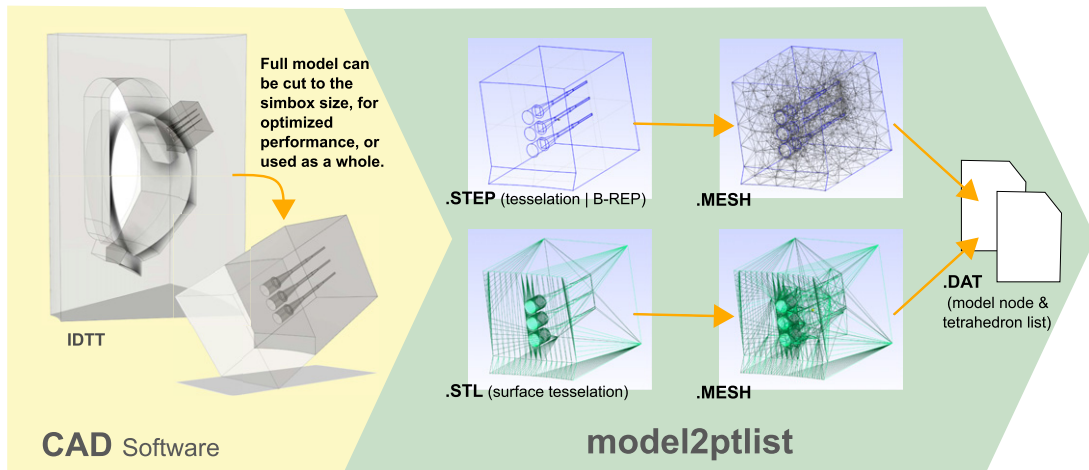 Full model can
be cut to the
simbox size, for
optimized
performance, or
used as a whole.
IDTT
CAD Software
.STEP (tesselation | B-REP)
.MESH
.STL (surface tesselation)
.MESH
.DAT
(model node &
tetrahedron list)
model2ptlist